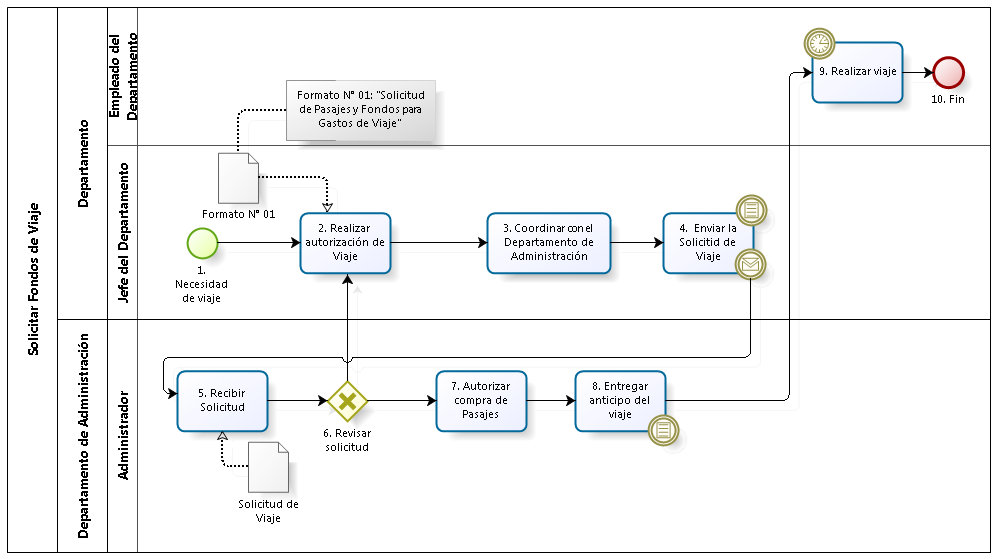 Solicitar Fondos de Viaje
Departamento
Empleado del
Departamento
9. Realizar viaje
10. Fin
Formato N° 01: "Solicitud
de Pasajes y Fondos para
Gastos de Viaje"
Jefe del Departamento
Formato N° 01
1.
Necesidad
de viaje
2. Realizar
autorización de
Viaje
3. Coordinar con el
Departamento de
Administración
4. Enviar la
Solicitid de
Viaje
Departamento de Administración
Administrador
5. Recibir
Solicitud
6. Revisar
solicitud
7. Autorizar
compra de
Pasajes
8. Entregar
anticipo del
viaje
Solicitud de
Viaje